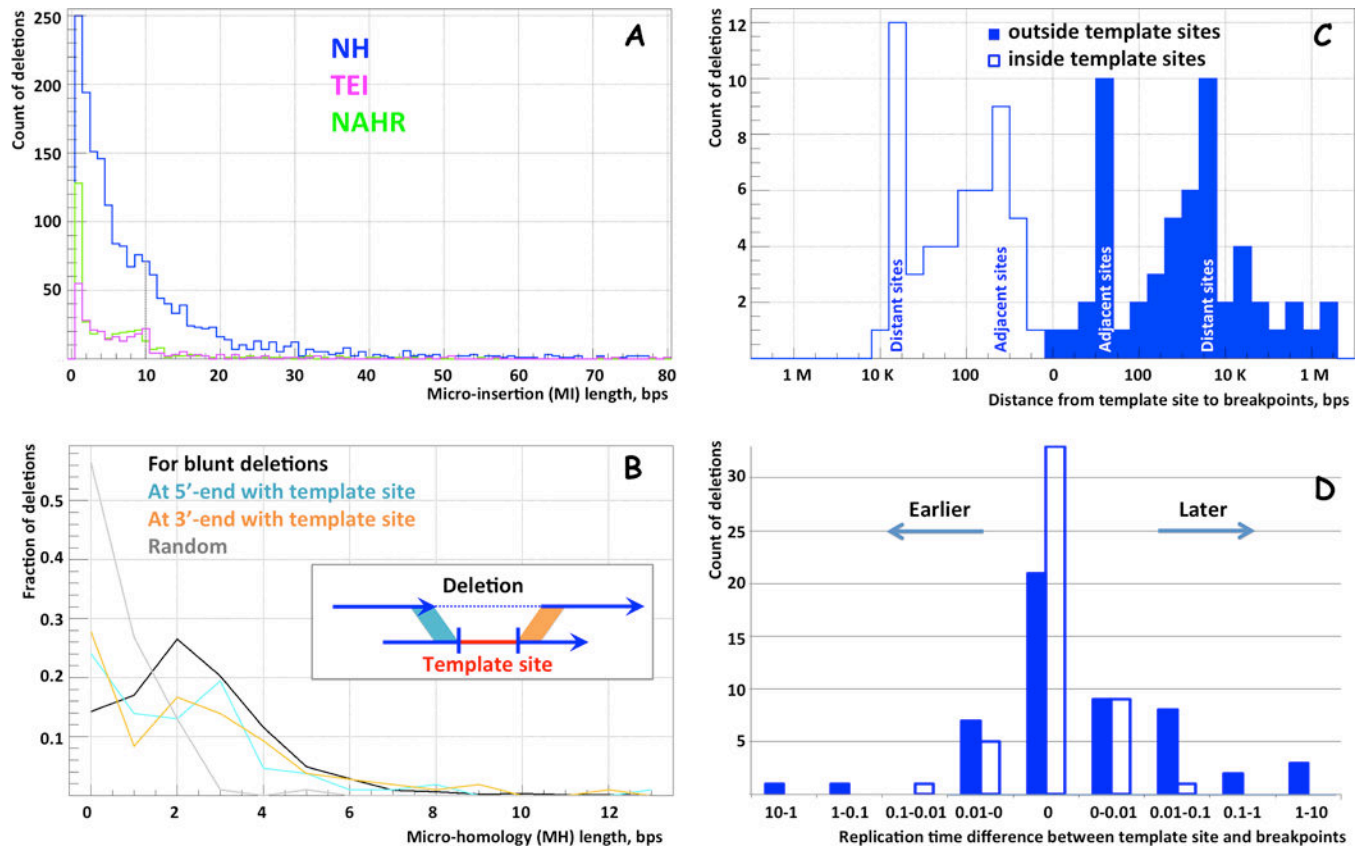 A
NH
TEI
NAHR
Count of deletions
250
200
150
100
50
0 10 20 30 40 50 60 70 80
Micro-insertion (MI) length, bps
C
outside template sites
inside template sites
Count of deletions
12
10
8
6
4
2
Distant sites
Adjacent sites
Adjacent sites
Distant sites
1 M 10 K 100 0 100 10 K 1 M
Distance from template site to breakpoints, bps
B
For blunt deletions
At 5’-end with template site
At 3’-end with template site
Random
Fraction of deletions
0.5
0.4
0.3
0.2
0.1
Deletion
Template site
0 2 4 6 8 10 12
Micro-homology (MH) length, bps
D
Earlier Later
Count of deletions
30
25
20
15
10
5
10-1 1-0.1 0.1-0.01 0.01-0 0 0-0.01 0.01-0.1 0.1-1 1-10
Replication time difference between template site and breakpoints